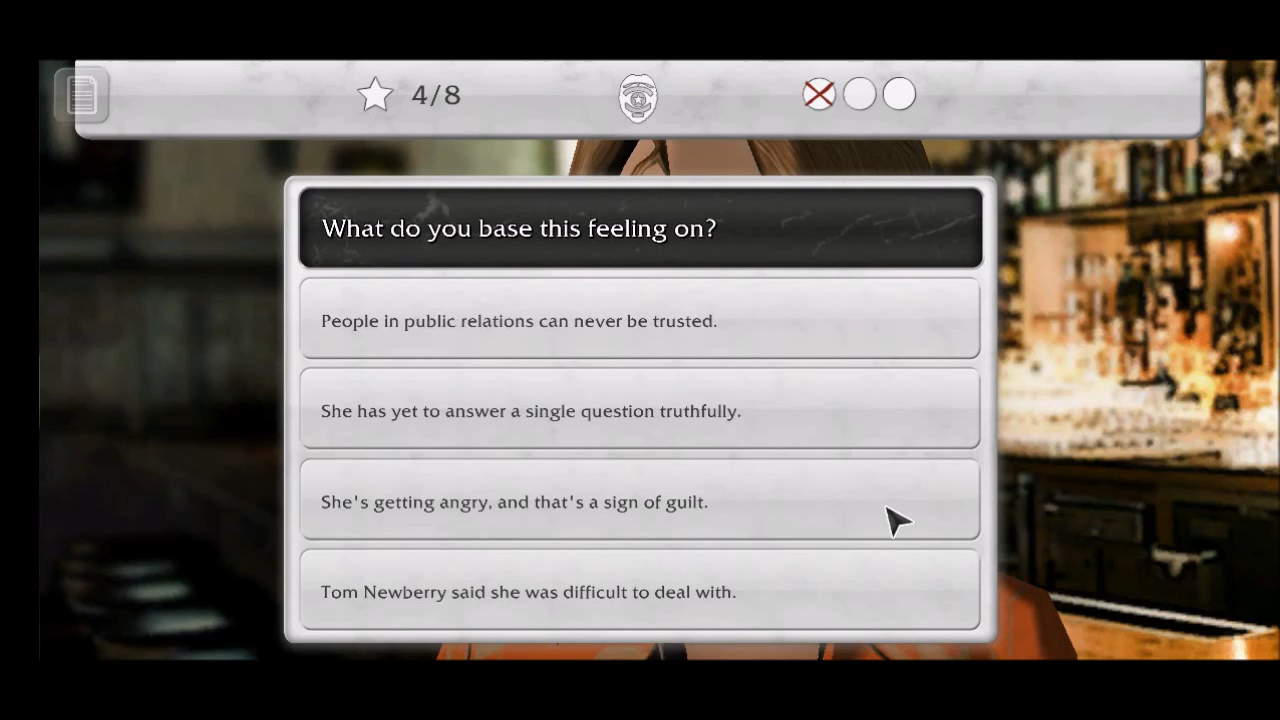 4/8
What do you base this feeling on?
People in public relations can never be trusted.
She has yet to answer a single question truthfully.
She's getting angry, and that's a sign of guilt.
Tom Newberry said she was difficult to deal with.